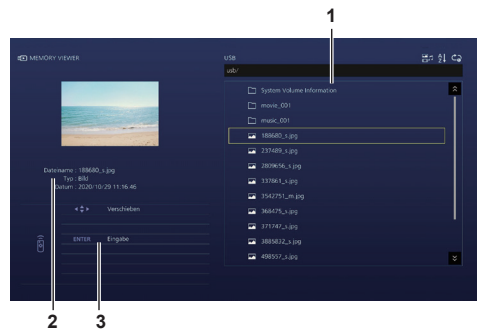 1
MEMORY VIEWER
USB
usb/
System Volume Information
movie_001
music_001
188680_s.jpg
237489_s.jpg
2809656_s.jpg
337861_s.jpg
3542751_m.jpg
368475_s.jpg
371747_s.jpg
3885832_s.jpg
498557_s.jpg
Dateiname : 188680_s.jpg
Typ : Bild
Datum : 2020/10/29 11:16:46
Verschieben
ENTER Eingabe
2 3